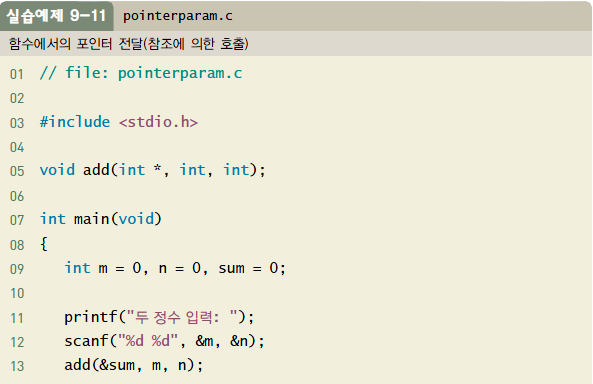 실습예제 9-11 pointerparam.c
함수에서의 포인터 전달(참조에 의한 호출)
01 // file: pointerparam.c
02
03 #include <stdio.h>
04
05 void add(int *, int, int);
06
07 int main(void)
08 {
09 int m = 0, n = 0, sum = 0;
10
11 printf("두 정수 입력: ");
12 scanf("%d %d", &m, &n);
13 add(&sum, m, n);